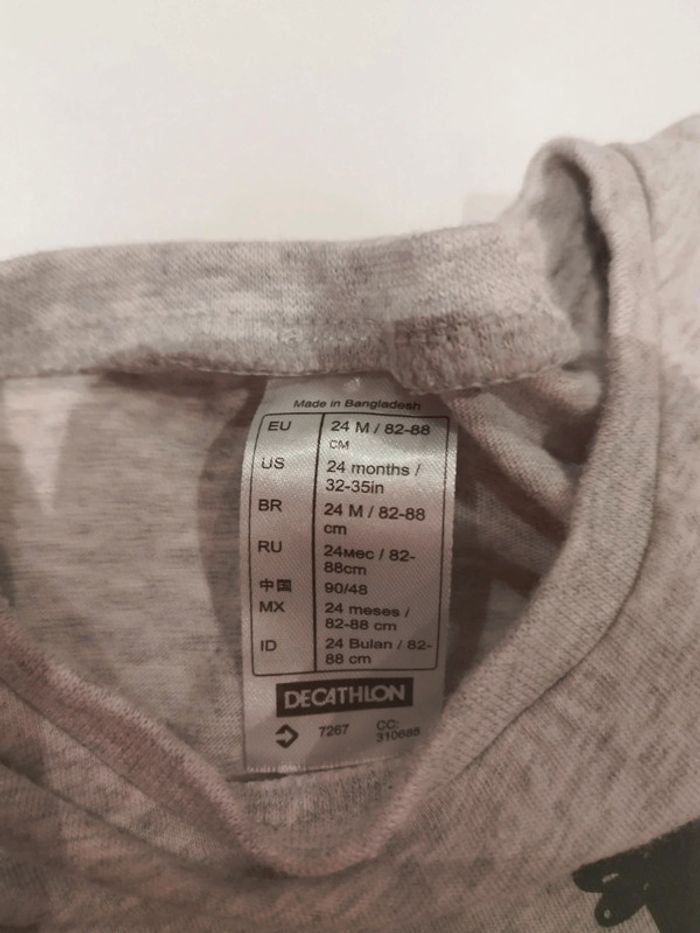 Made in Bangladesh
EU 24 M / 82-88
CM
US 24 months /
32-35in
BR 24 M / 82-88
cm
RU 24мес / 82-
88cm
中国 90/48
MX 24 meses /
82-88 cm
ID 24 Bulan / 82-
88 cm
DECATHLON
7267 CC:
310688